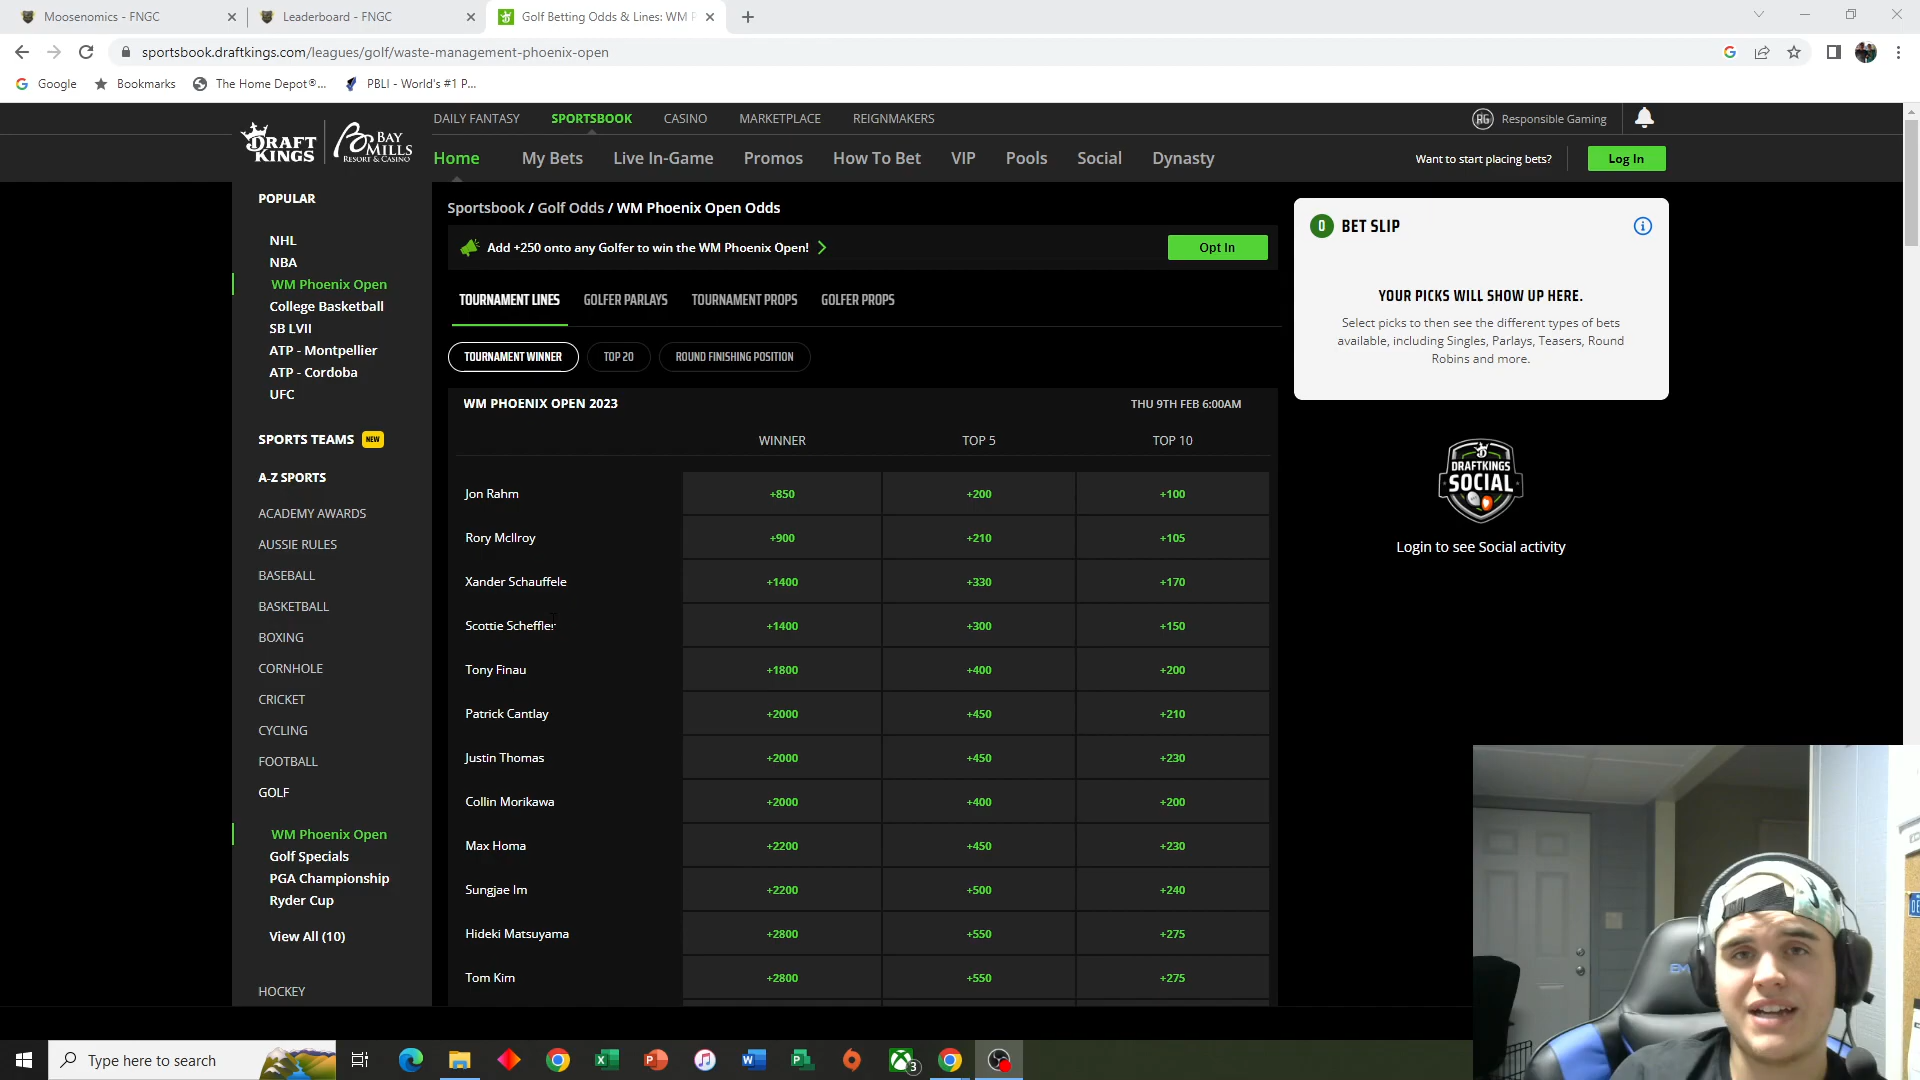 Moosenomics - FNGC
Leaderboard - FNGC
Golf Betting Odds & Lines: WM P
sportsbook.draftkings.com/leagues/golf/waste-management-phoenix-open
Google
Bookmarks
The Home Depot®...
PBLI - World's #1 P...
DRAFT KINGS
BAY MILLS
RESORT & CASINO
DAILY FANTASY
SPORTSBOOK
CASINO
MARKETPLACE
REIGNMAKERS
RG Responsible Gaming
Home
My Bets
Live In-Game
Promos
How To Bet
VIP
Pools
Social
Dynasty
Want to start placing bets?
Log In
POPULAR
NHL
NBA
WM Phoenix Open
College Basketball
SB LVII
ATP - Montpellier
ATP - Cordoba
UFC
SPORTS TEAMS NEW
A-Z SPORTS
ACADEMY AWARDS
AUSSIE RULES
BASEBALL
BASKETBALL
BOXING
CORNHOLE
CRICKET
CYCLING
FOOTBALL
GOLF
WM Phoenix Open
Golf Specials
PGA Championship
Ryder Cup
View All (10)
HOCKEY
Sportsbook / Golf Odds / WM Phoenix Open Odds
Add +250 onto any Golfer to win the WM Phoenix Open!
Opt In
TOURNAMENT LINES
GOLFER PARLAYS
TOURNAMENT PROPS
GOLFER PROPS
TOURNAMENT WINNER
TOP 20
ROUND FINISHING POSITION
WM PHOENIX OPEN 2023
THU 9TH FEB 6:00AM
WINNER TOP 5 TOP 10
Jon Rahm +850 +200 +100
Rory McIlroy +900 +210 +105
Xander Schauffele +1400 +330 +170
Scottie Scheffler +1400 +300 +150
Tony Finau +1800 +400 +200
Patrick Cantlay +2000 +450 +210
Justin Thomas +2000 +450 +230
Collin Morikawa +2000 +400 +200
Max Homa +2200 +450 +230
Sungjae Im +2200 +500 +240
Hideki Matsuyama +2800 +550 +275
Tom Kim +2800 +550 +275
0 BET SLIP
YOUR PICKS WILL SHOW UP HERE.
Select picks to then see the different types of bets
available, including Singles, Parlays, Teasers, Round
Robins and more.
DRAFTKINGS
SOCIAL
Login to see Social activity
Type here to search
3